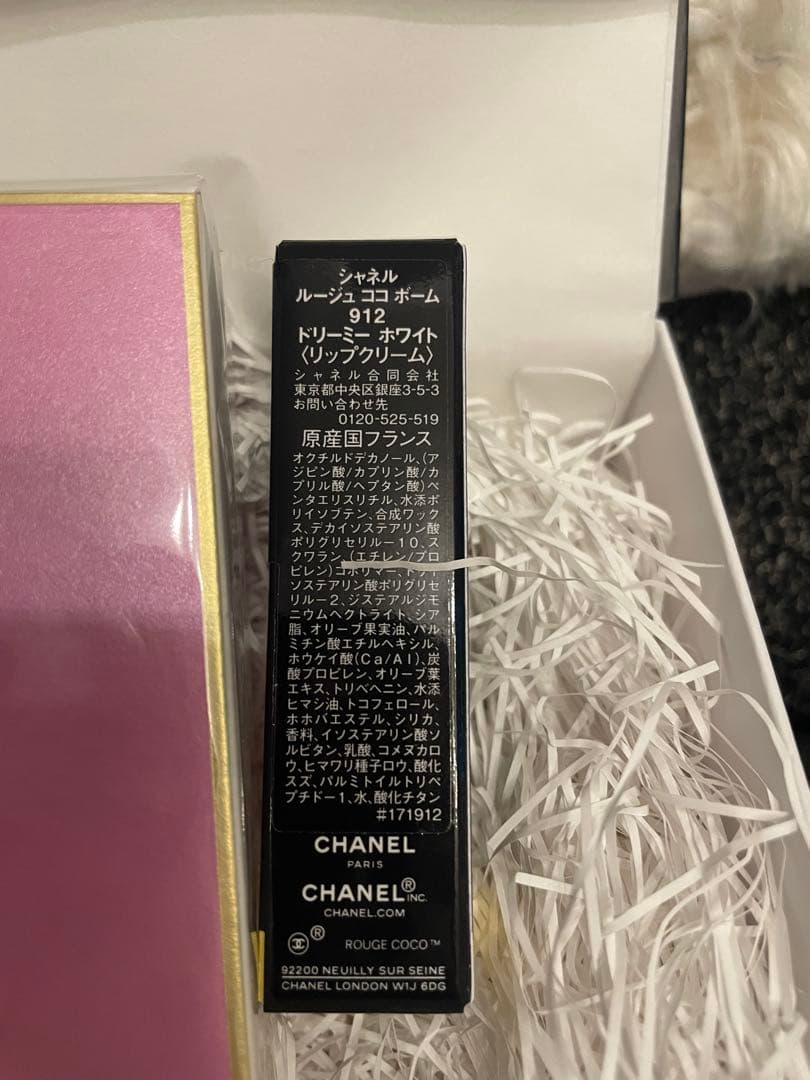 シャネル
ルージュ ココ ボーム
912
ドリーミー ホワイト
〈リップクリーム〉
シャネル合同会社
東京都中央区銀座3-5-3
お問い合わせ先
0120-525-519
原産国フランス
オクチルドデカノール、(ア
ジピン酸/カプリン酸/カ
プリル酸/ヘプタン酸)ペ
ンタエリスリチル、水添ポ
リイソブテン、合成ワック
ス、デカイソステアリン酸
ポリグリセリル-10、ス
クワラン、(エチレン/プロ
ピレン)コポリマー、トリイ
ソステアリン酸ポリグリセ
リル-2、ジステアルジモ
ニウムヘクトライト、シア
脂、オリーブ果実油、パル
ミチン酸エチルヘキシル、
ホウケイ酸(Ca/Al)、炭
酸プロピレン、オリーブ葉
エキス、トリベヘニン、水添
ヒマシ油、トコフェロール、
ホホバエステル、シリカ、
香料、イソステアリン酸ソ
ルビタン、乳酸、コメヌカロ
ウ、ヒマワリ種子ロウ、酸化
スズ、パルミトイルトリペ
プチド-1、水、酸化チタン
#171912
CHANEL
PARIS
CHANEL® INC.
CHANEL.COM
® ROUGE COCO™
92200 NEUILLY SUR SEINE
CHANEL LONDON W1J 6DG